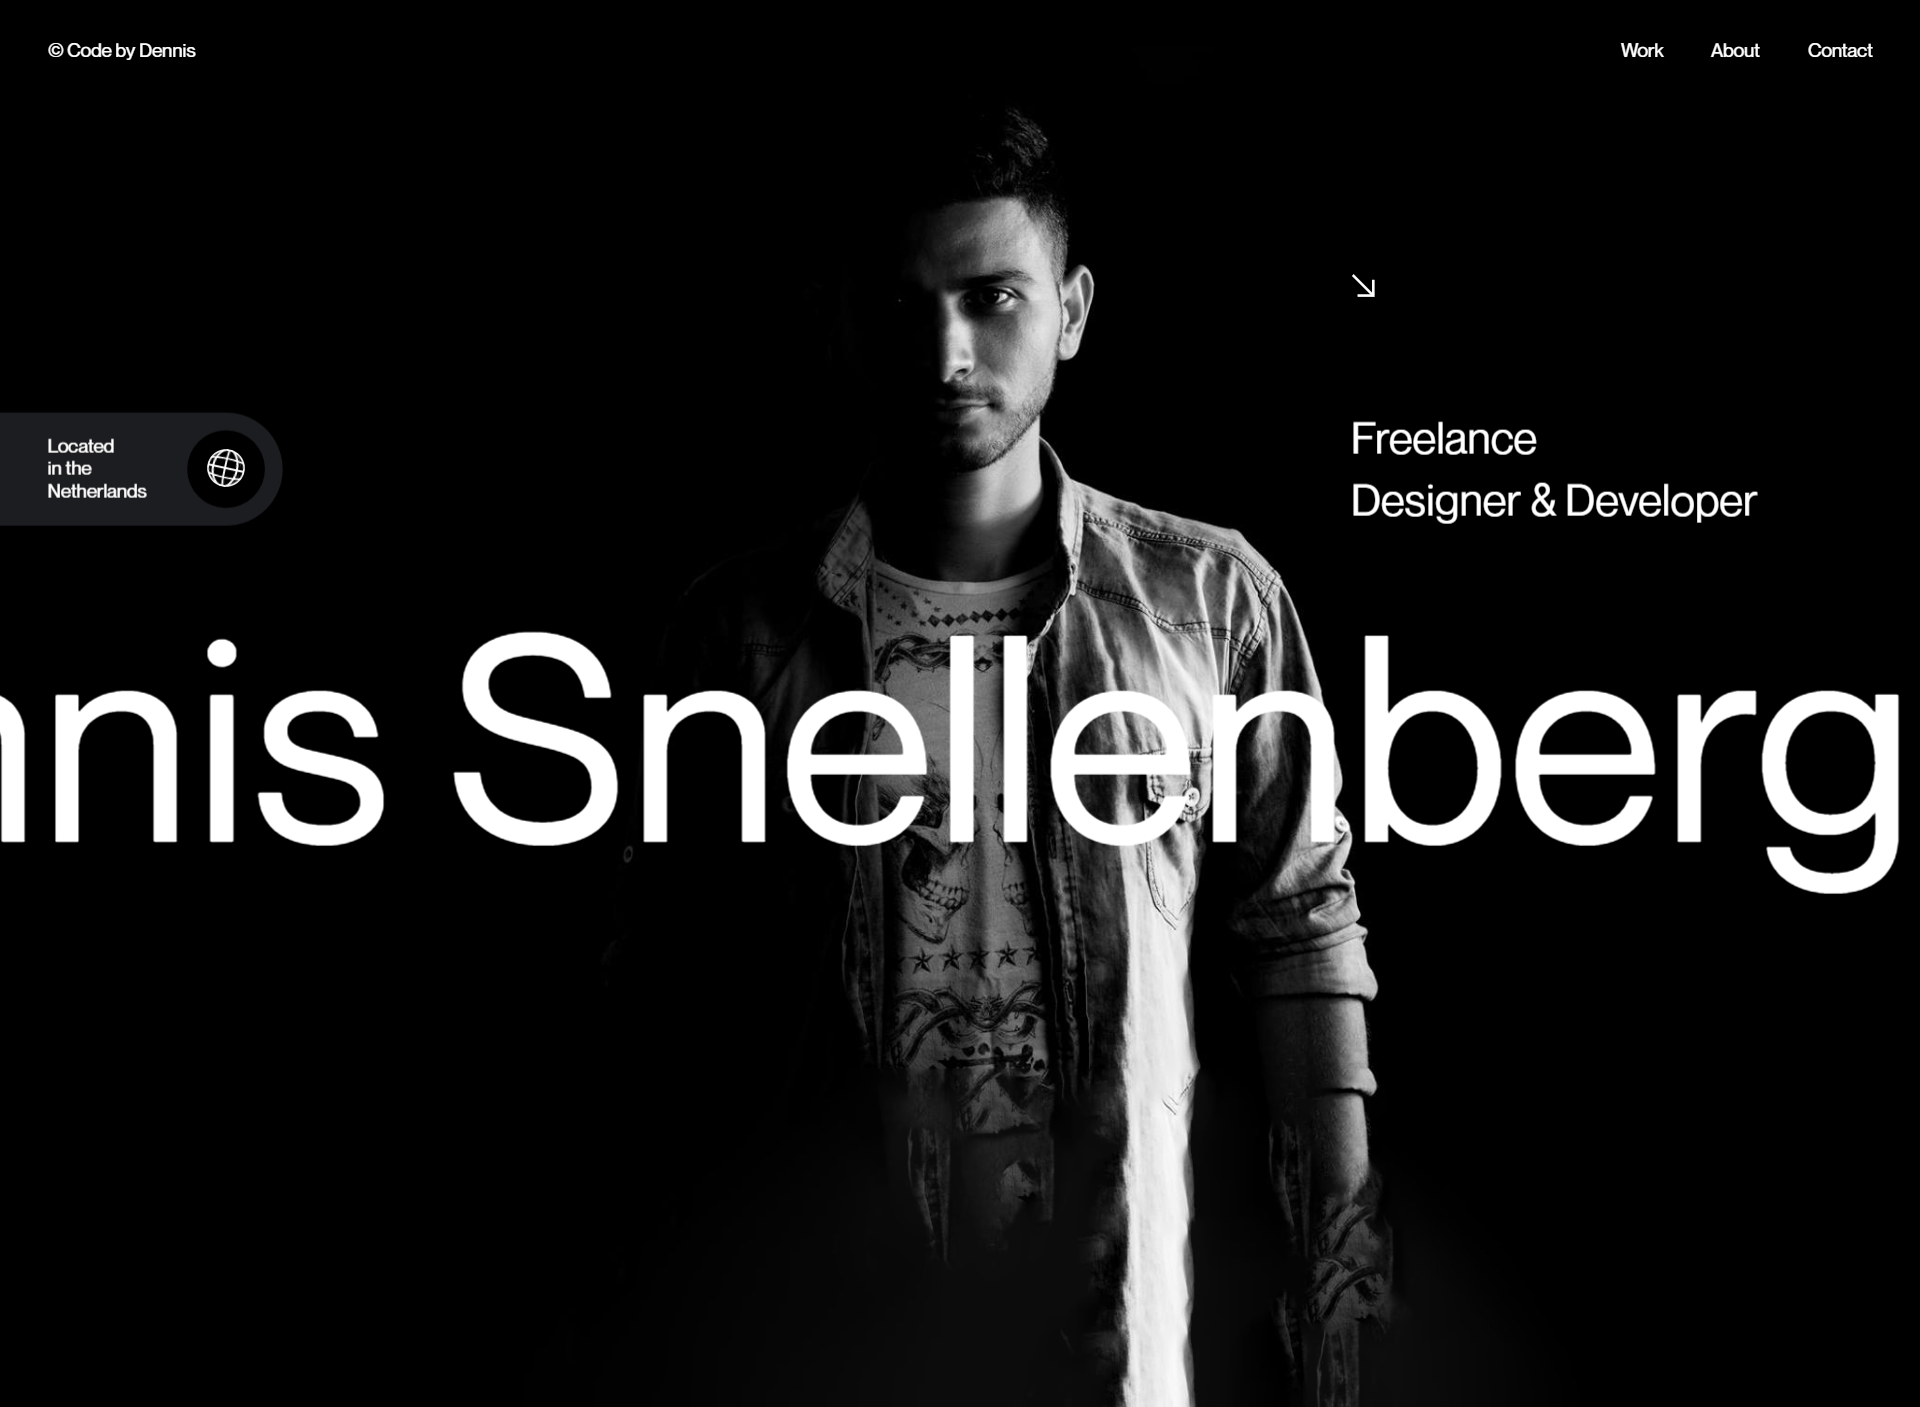 © Code by Dennis
Work About Contact
Located
in the
Netherlands
Freelance
Designer & Developer
nnis Snellenberg